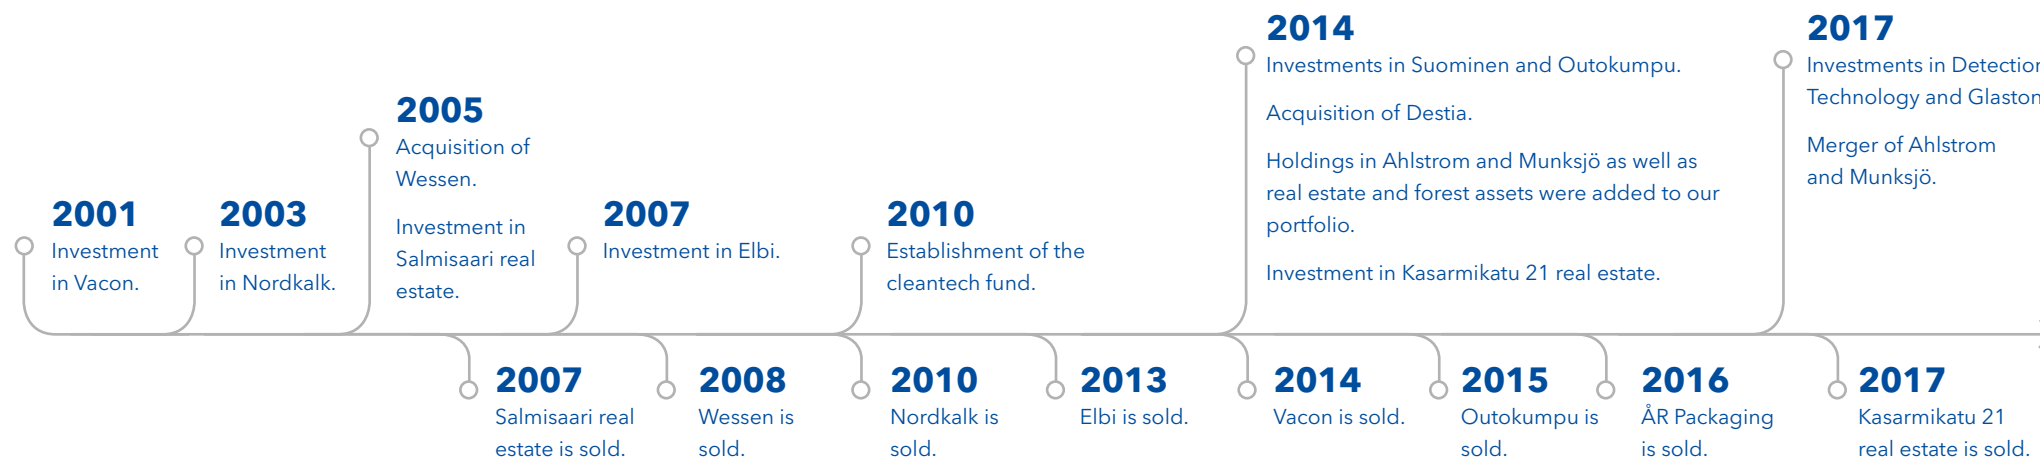 2001
Investment
in Vacon.
2003
Investment
in Nordkalk.
2005
Acquisition of
Wessen.
Investment in
Salmisaari real
estate.
2007
Investment in Elbi.
2010
Establishment of the
cleantech fund.
2014
Investments in Suominen and Outokumpu.
Acquisition of Destia.
Holdings in Ahlstrom and Munksjö as well as
real estate and forest assets were added to our
portfolio.
Investment in Kasarmikatu 21 real estate.
2017
Investments in Detection
Technology and Glaston
Merger of Ahlstrom
and Munksjö.
2007
Salmisaari real
estate is sold.
2008
Wessen is
sold.
2010
Nordkalk is
sold.
2013
Elbi is sold.
2014
Vacon is sold.
2015
Outokumpu is
sold.
2016
ÅR Packaging
is sold.
2017
Kasarmikatu 21
real estate is sold.